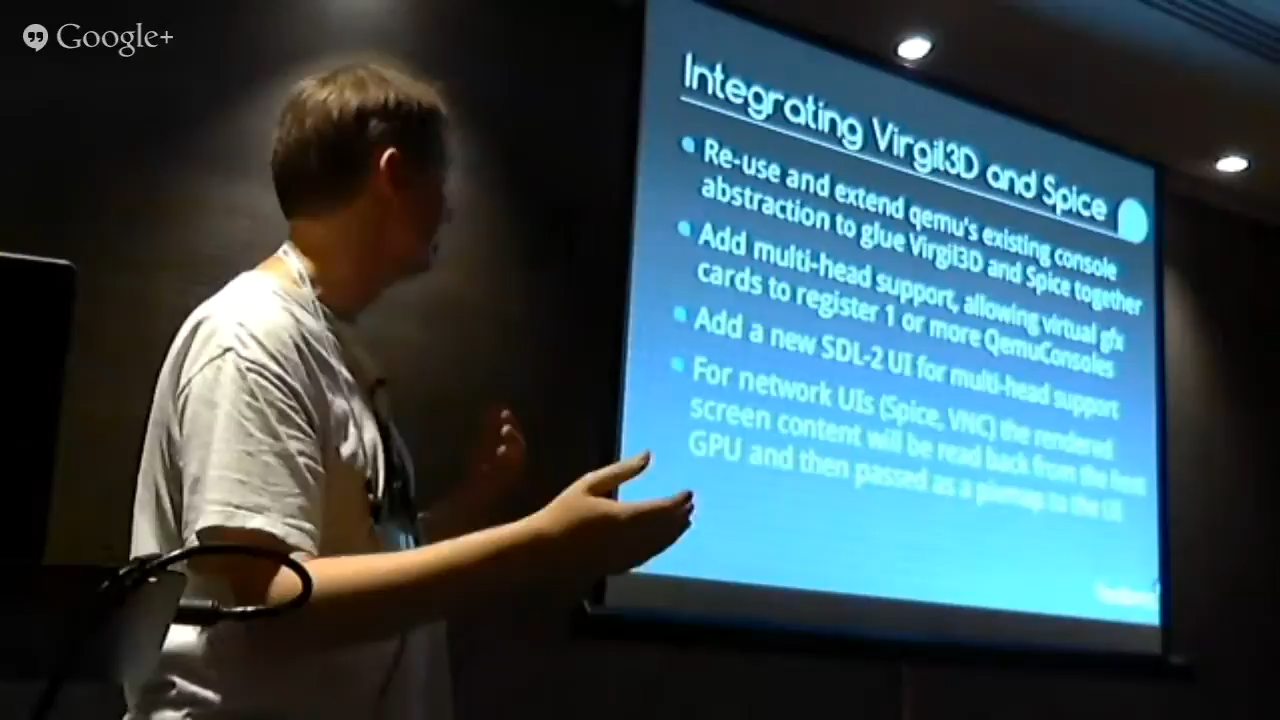 Google+
Integrating Virgil3D and Spice
Re-use and extend qemu's existing console
abstraction to glue Virgil3D and Spice together
Add multi-head support, allowing virtual gfx
cards to register 1 or more QemuConsoles
Add a new SDL-2 UI for multi-head support
For network UIs (Spice, VNC) the rendered
screen content will be read back from the host
GPU and then passed as a pixmap to the UI